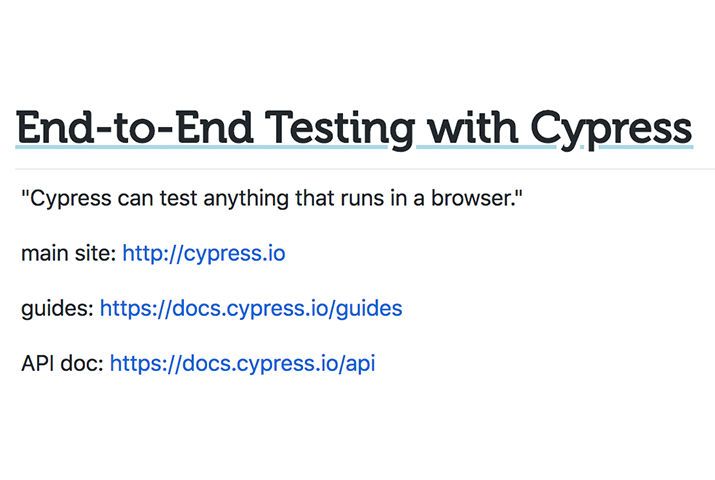 End-to-End Testing with Cypress
"Cypress can test anything that runs in a browser."
main site: http://cypress.io
guides: https://docs.cypress.io/guides
API doc: https://docs.cypress.io/api